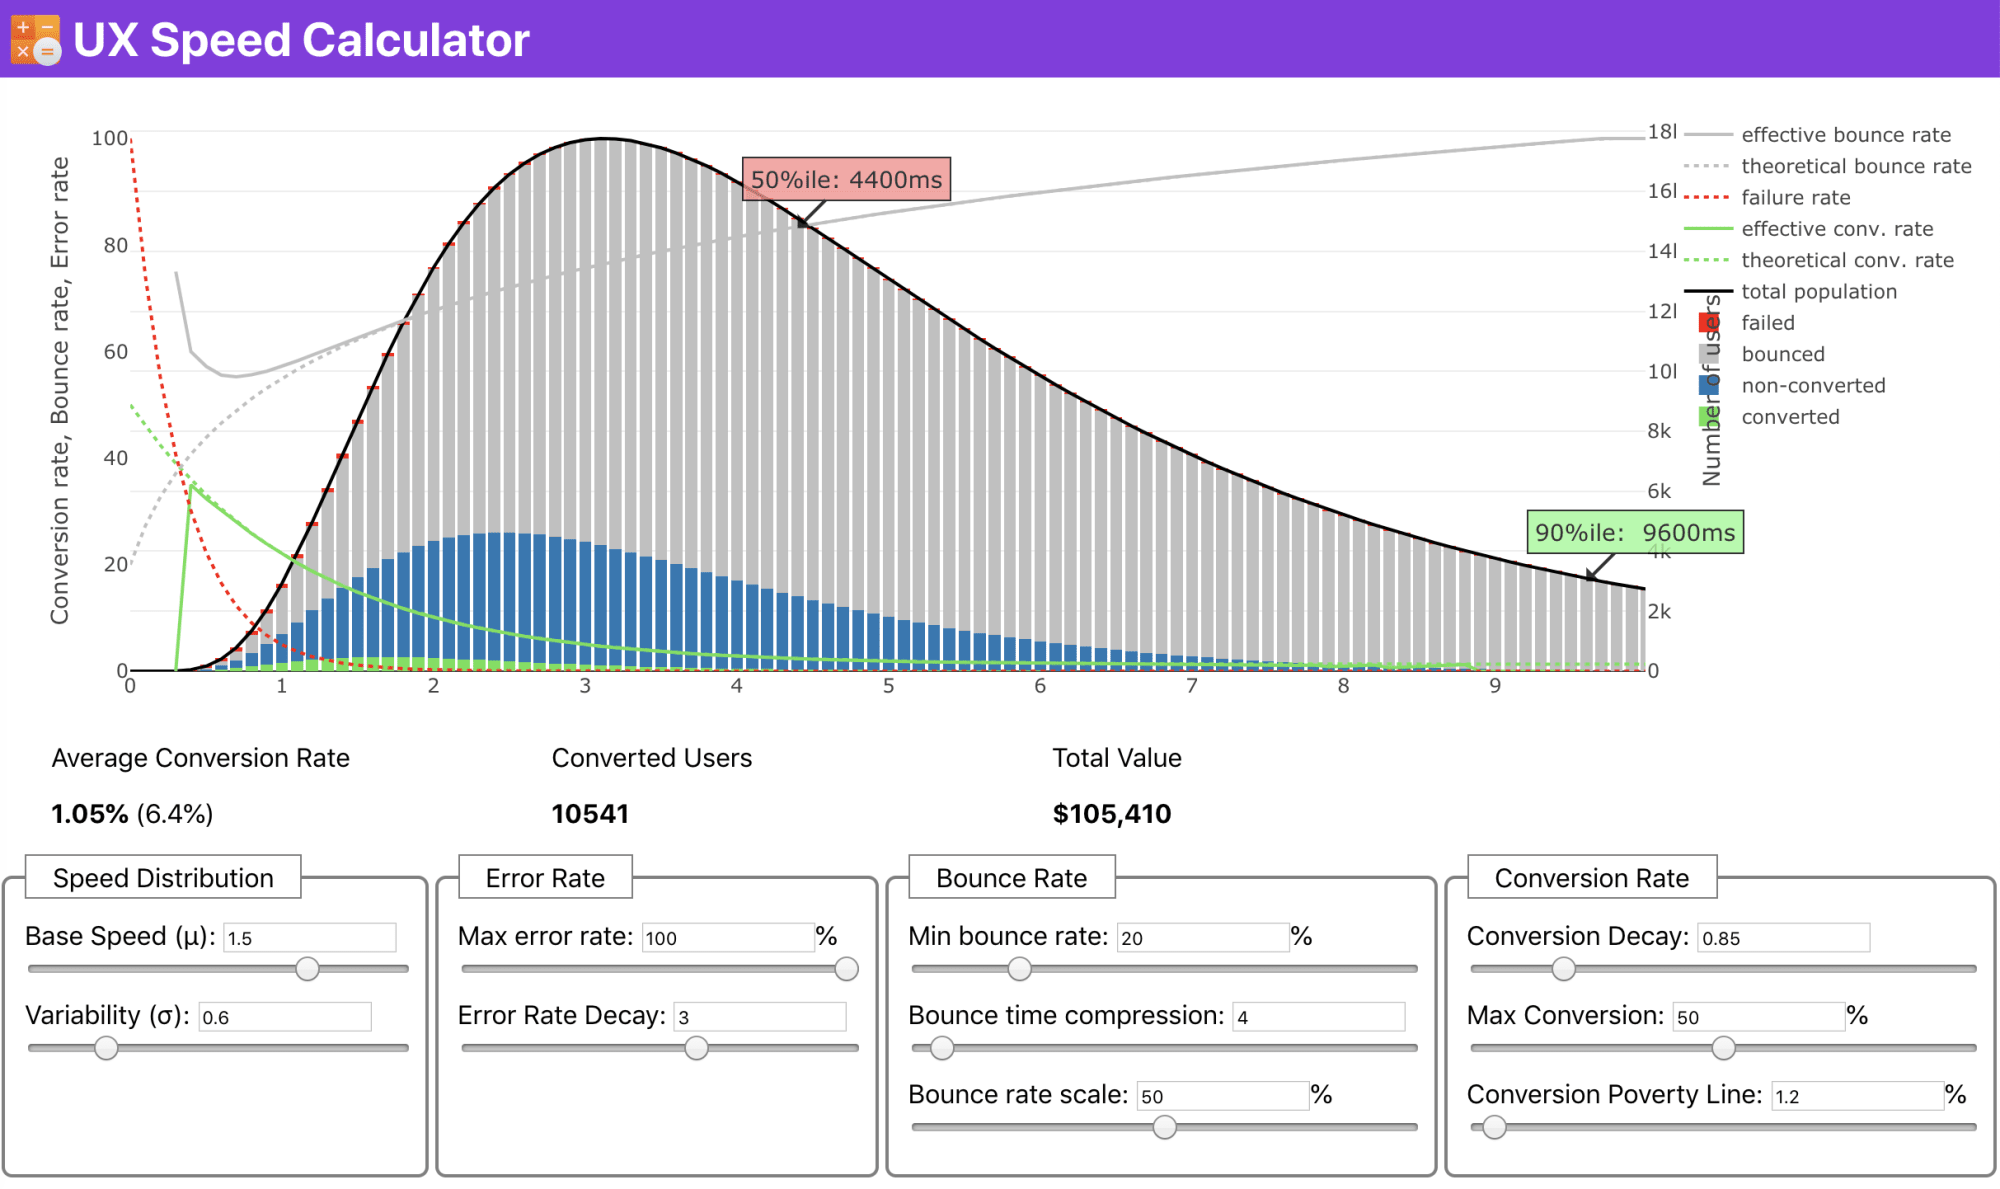 UX Speed Calculator
Conversion rate, Bounce rate, Error rate
100
80
60
40
20
0
0 1 2 3 4 5 6 7 8 9
50%ile: 4400ms
90%ile: 9600ms
18l
16l
14l
12l
10l
8k
6k
4k
2k
0
Number of users
effective bounce rate
theoretical bounce rate
failure rate
effective conv. rate
theoretical conv. rate
total population
failed
bounced
non-converted
converted
Average Conversion Rate
1.05% (6.4%)
Converted Users
10541
Total Value
$105,410
Speed Distribution
Base Speed (μ): 1.5
Variability (σ): 0.6
Error Rate
Max error rate: 100 %
Error Rate Decay: 3
Bounce Rate
Min bounce rate: 20 %
Bounce time compression: 4
Bounce rate scale: 50 %
Conversion Rate
Conversion Decay: 0.85
Max Conversion: 50 %
Conversion Poverty Line: 1.2 %